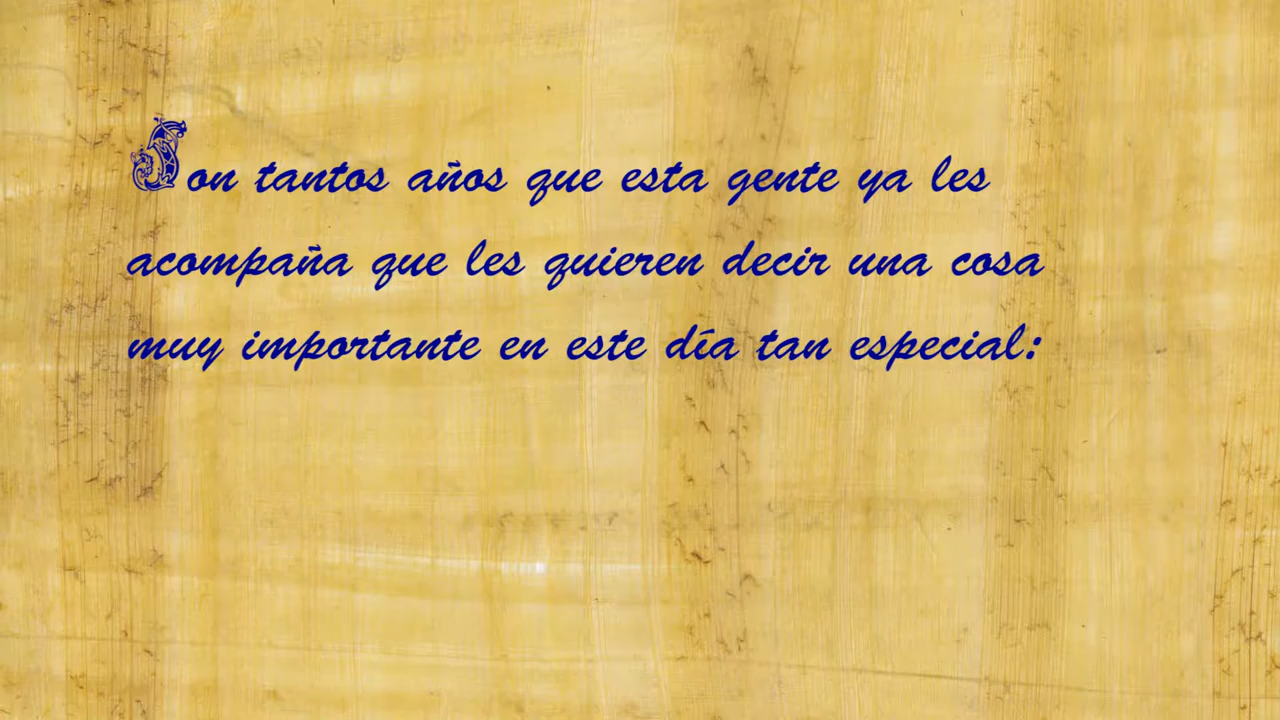 Son tantos años que esta gente ya les
acompaña que les quieren decir una cosa
muy importante en este día tan especial: